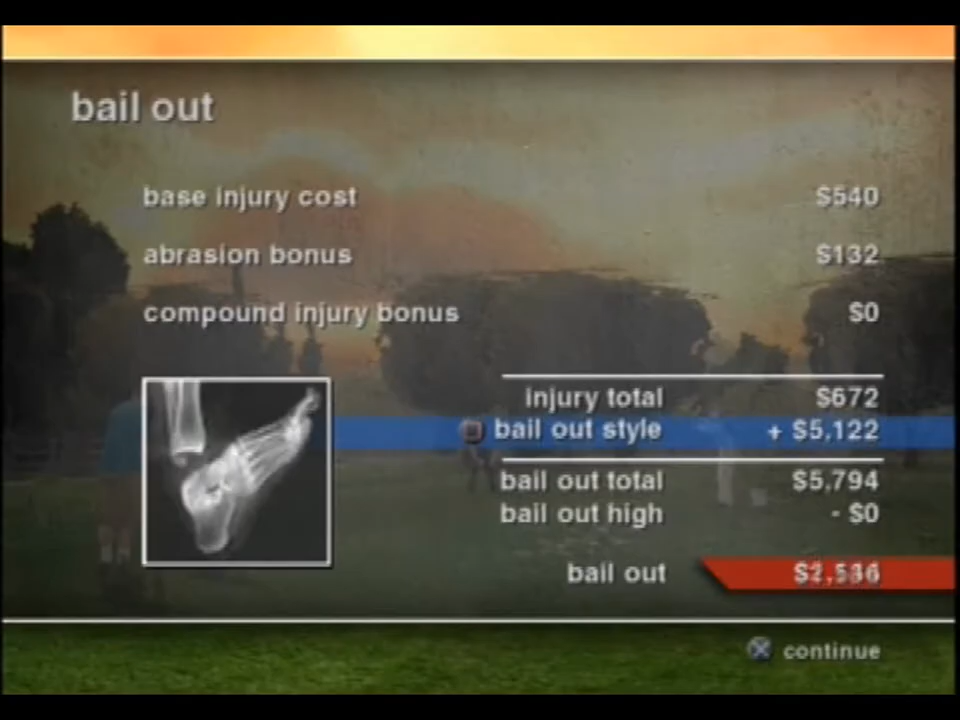 bail out
base injury cost $540
abrasion bonus $132
compound injury bonus $0
injury total $672
bail out style + $5,122
bail out total $5,794
bail out high - $0
bail out
continue